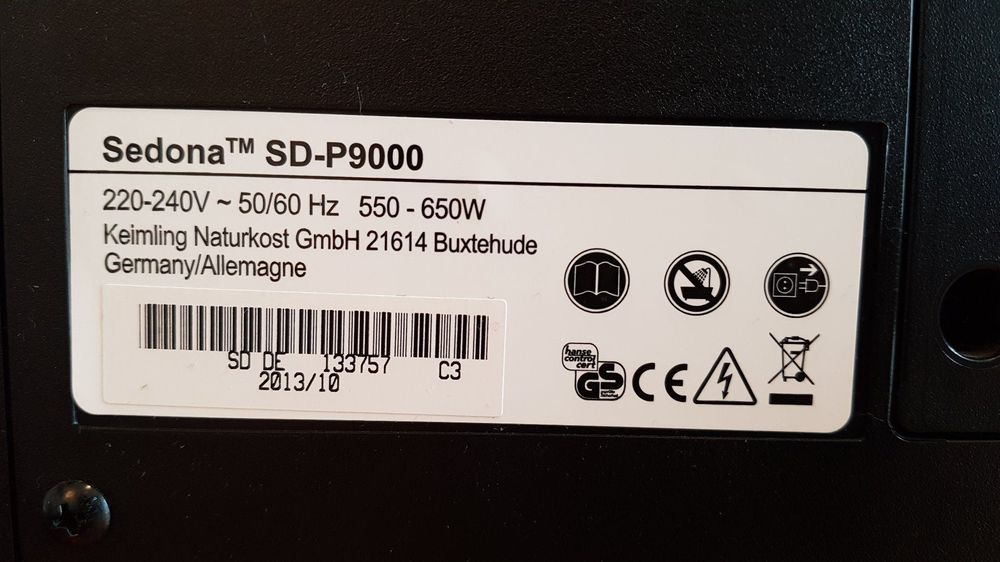 Sedona™ SD-P9000
220-240V ~ 50/60 Hz 550 - 650W
Keimling Naturkost GmbH 21614 Buxtehude
Germany/Allemagne
SD DE 133757 C3
2013/10
hanse
control
cert
GS
CE